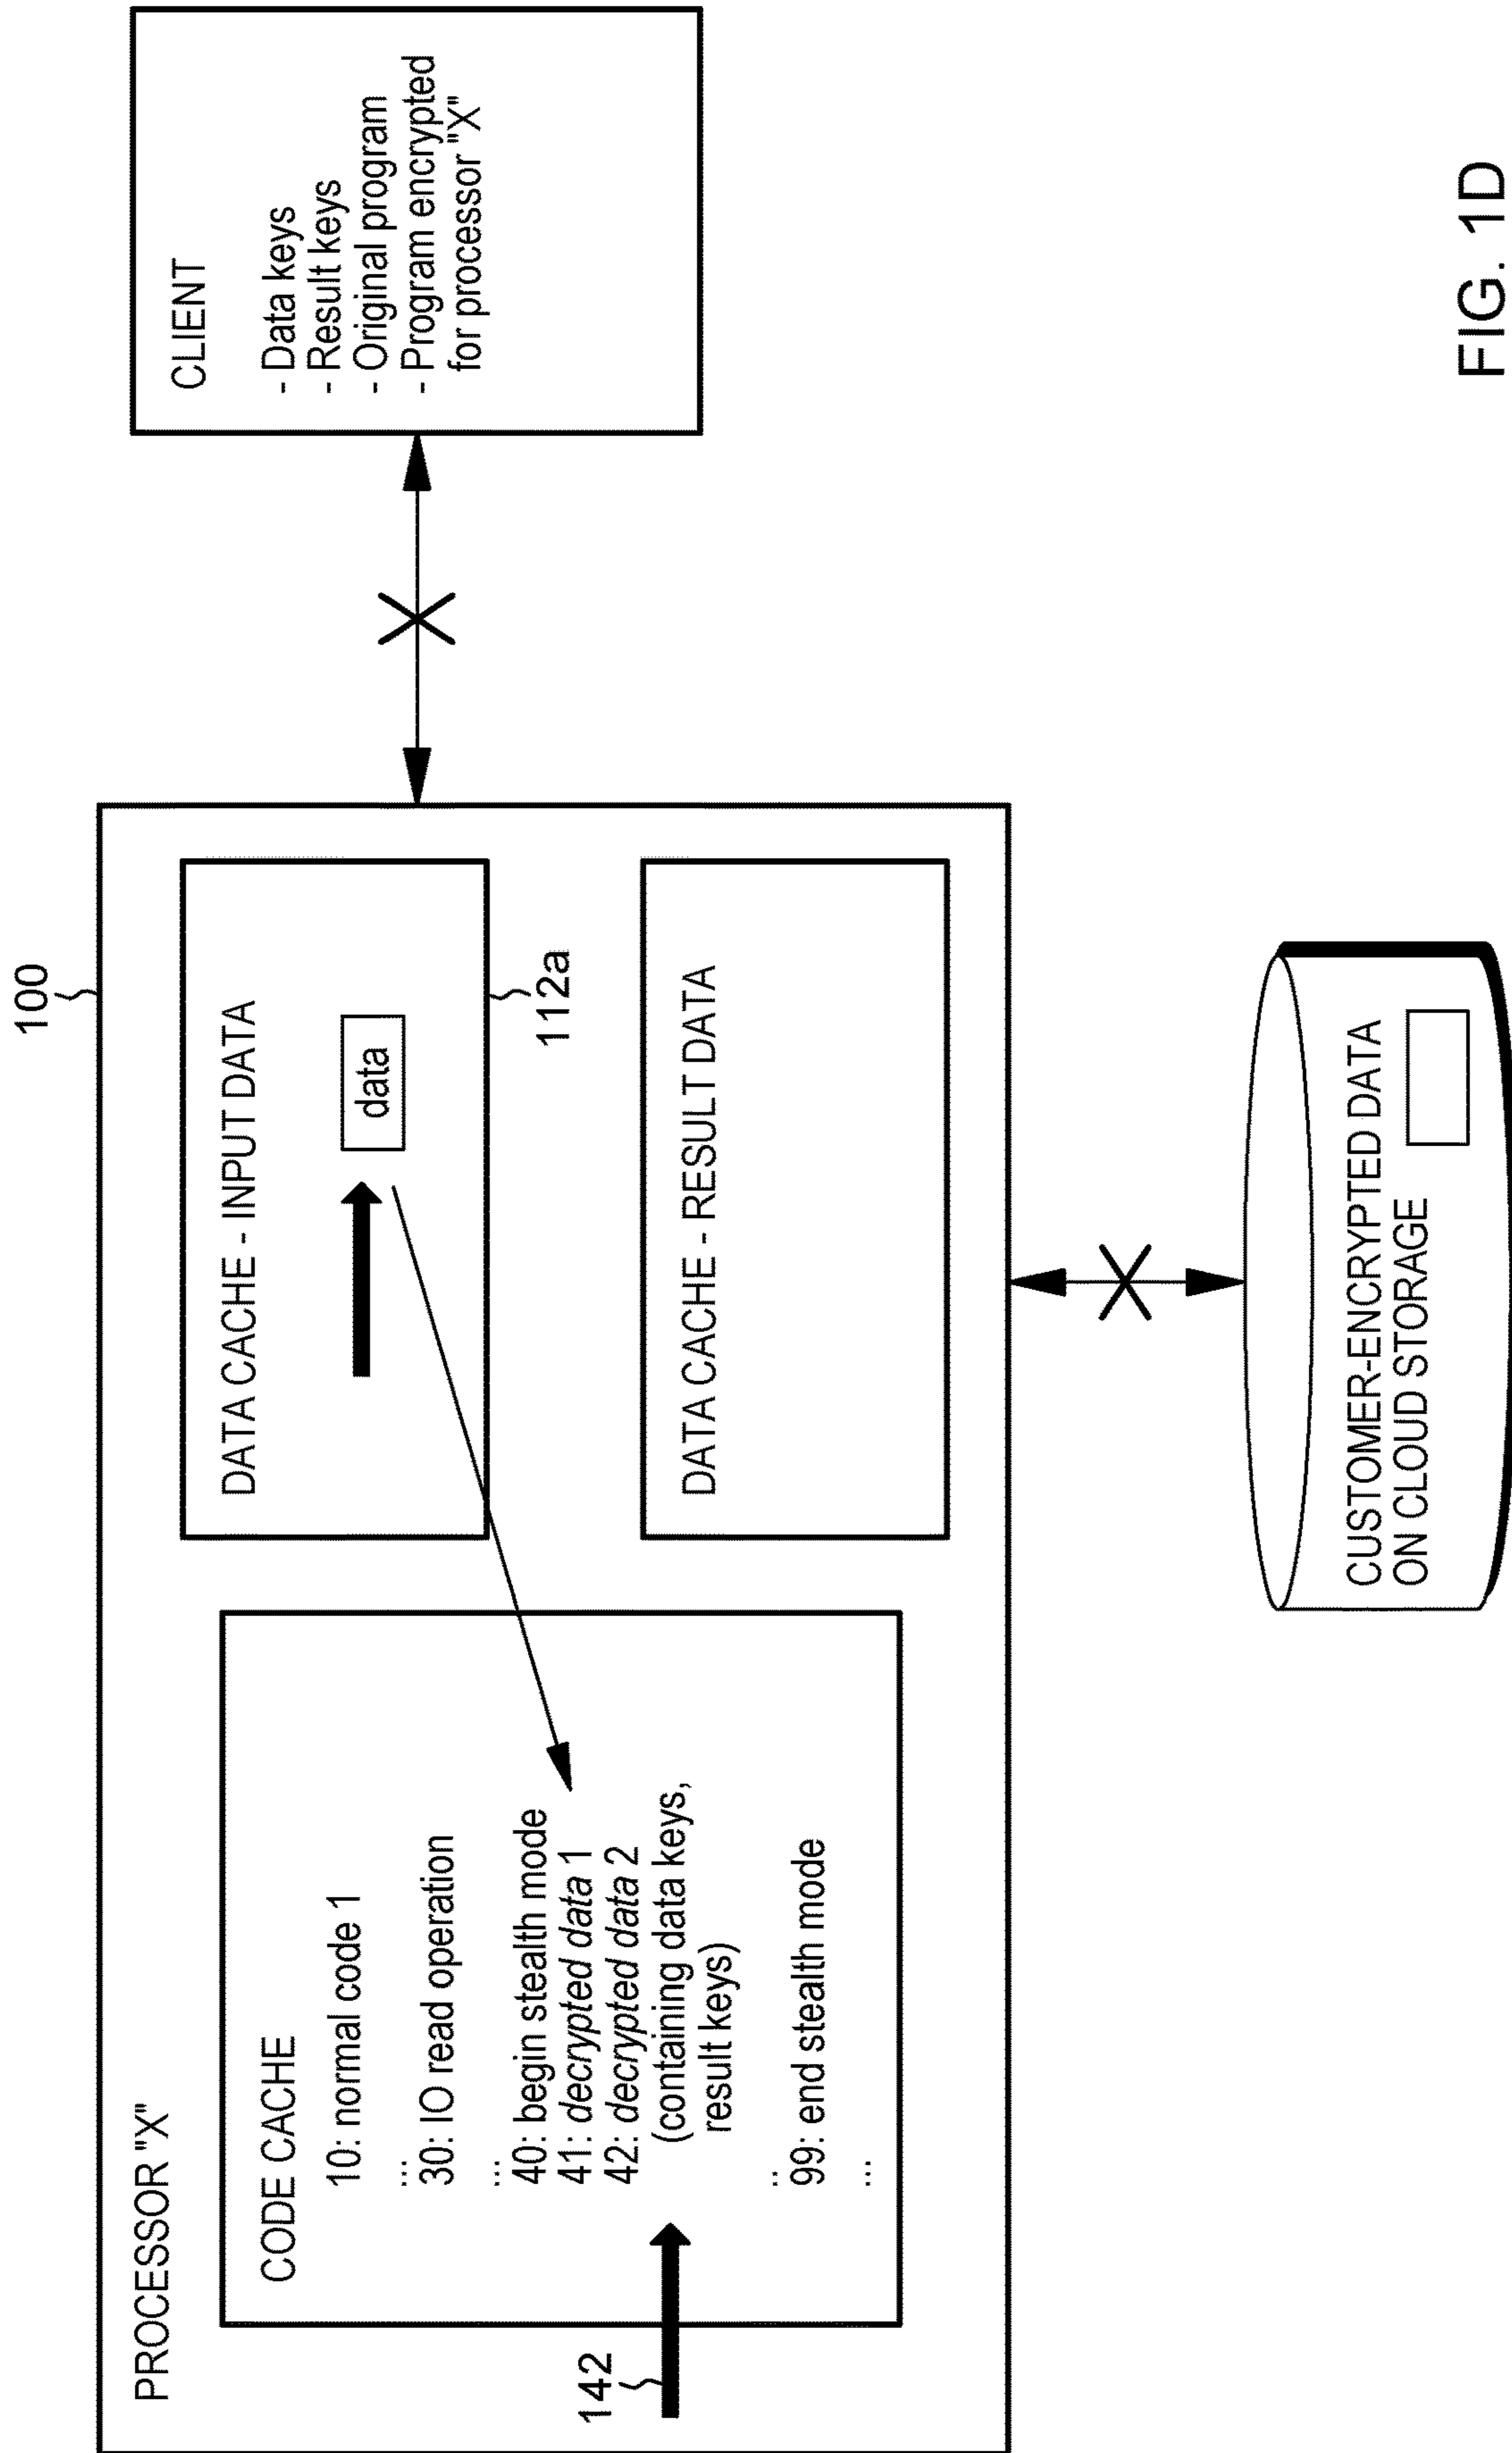 100
PROCESSOR "X"
CODE CACHE
10: normal code 1
...
30: IO read operation
...
40: begin stealth mode
41: decrypted data 1
42: decrypted data 2
(containing data keys,
result keys)
..
99: end stealth mode
...
142
DATA CACHE - INPUT DATA
data
112a
DATA CACHE - RESULT DATA
CLIENT
- Data keys
- Result keys
- Original program
- Program encrypted
for processor "X"
CUSTOMER-ENCRYPTED DATA
ON CLOUD STORAGE
FIG. 1D